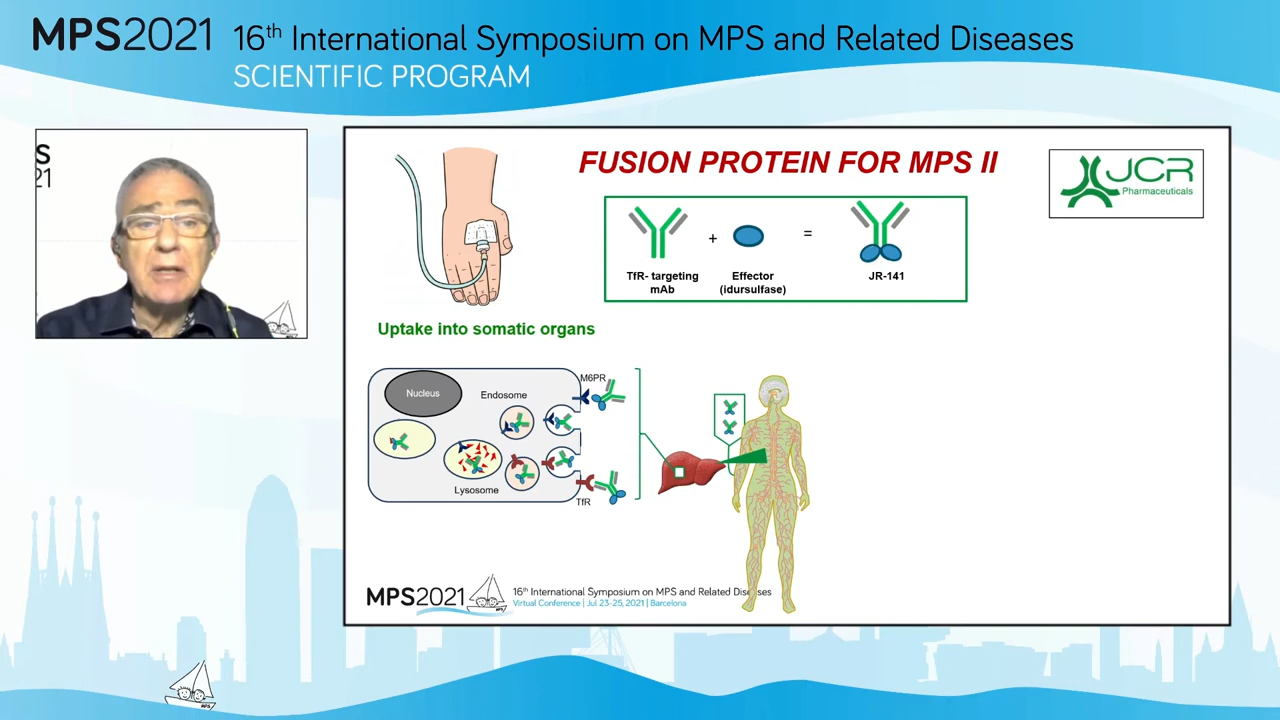 MPS2021 16th International Symposium on MPS and Related Diseases
SCIENTIFIC PROGRAM
S
21
FUSION PROTEIN FOR MPS II
JCR
Pharmaceuticals
+
=
TfR- targeting
mAb
Effector
(idursulfase)
JR-141
Uptake into somatic organs
M6PR
Nucleus
Endosome
Lysosome
TfR
MPS2021
16th International Symposium on MPS and Related Diseases
Virtual Conference | Jul 23-25, 2021 | Barcelona
MPS